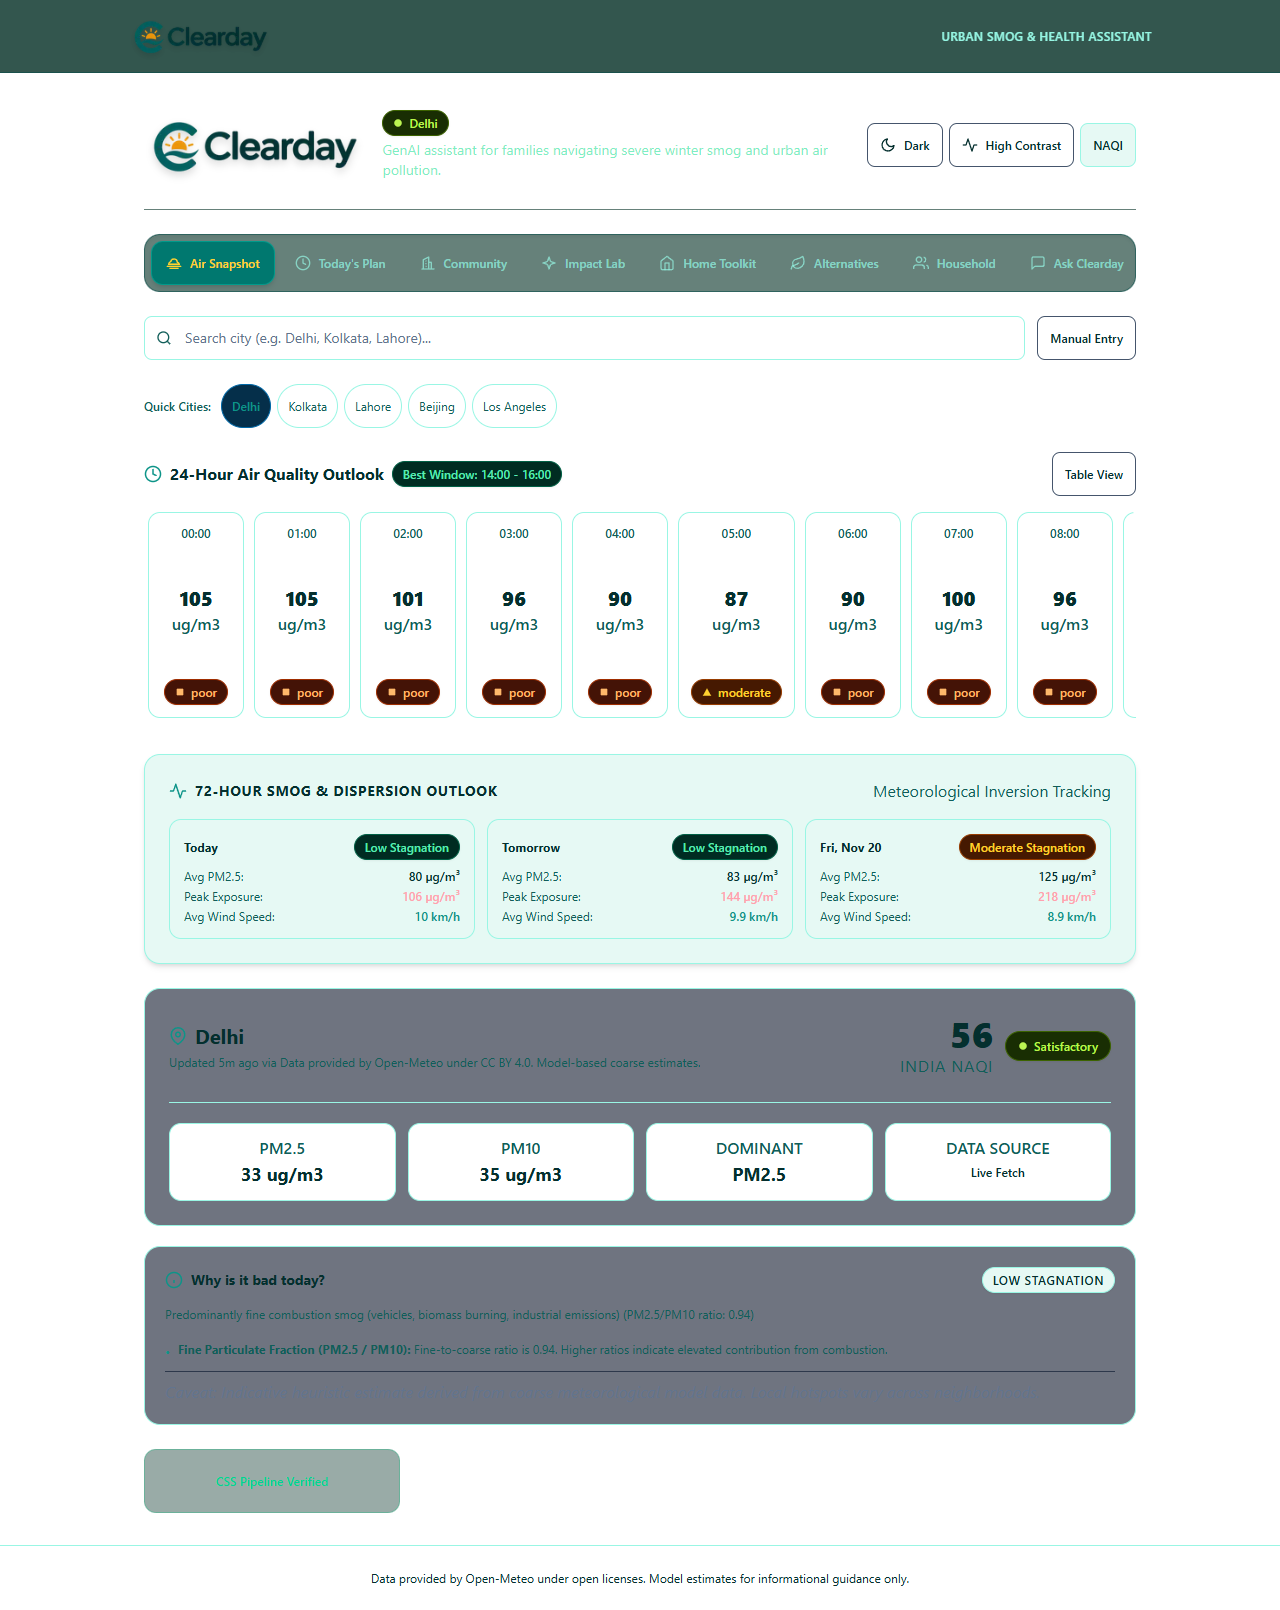 Clearday
URBAN SMOG & HEALTH ASSISTANT
Clearday
Delhi
GenAI assistant for families navigating severe winter smog and urban air
pollution.
Dark
High Contrast
NAQI
Air Snapshot
Today's Plan
Community
Impact Lab
Home Toolkit
Alternatives
Household
Ask Clearday
Search city (e.g. Delhi, Kolkata, Lahore)...
Manual Entry
Quick Cities:
Delhi
Kolkata
Lahore
Beijing
Los Angeles
24-Hour Air Quality Outlook
Best Window: 14:00 - 16:00
Table View
00:00
105
ug/m3
poor
01:00
105
ug/m3
poor
02:00
101
ug/m3
poor
03:00
96
ug/m3
poor
04:00
90
ug/m3
poor
05:00
87
ug/m3
moderate
06:00
90
ug/m3
poor
07:00
100
ug/m3
poor
08:00
96
ug/m3
poor
72-HOUR SMOG & DISPERSION OUTLOOK
Meteorological Inversion Tracking
Today
Low Stagnation
Avg PM2.5: 80 µg/m³
Peak Exposure: 106 µg/m³
Avg Wind Speed: 10 km/h
Tomorrow
Low Stagnation
Avg PM2.5: 83 µg/m³
Peak Exposure: 144 µg/m³
Avg Wind Speed: 9.9 km/h
Fri, Nov 20
Moderate Stagnation
Avg PM2.5: 125 µg/m³
Peak Exposure: 218 µg/m³
Avg Wind Speed: 8.9 km/h
Delhi
Updated 5m ago via Data provided by Open-Meteo under CC BY 4.0. Model-based coarse estimates.
56
INDIA NAQI
Satisfactory
PM2.5
33 ug/m3
PM10
35 ug/m3
DOMINANT
PM2.5
DATA SOURCE
Live Fetch
Why is it bad today?
LOW STAGNATION
Predominantly fine combustion smog (vehicles, biomass burning, industrial emissions) (PM2.5/PM10 ratio: 0.94)
Fine Particulate Fraction (PM2.5 / PM10): Fine-to-coarse ratio is 0.94. Higher ratios indicate elevated contribution from combustion.
CSS Pipeline Verified
Data provided by Open-Meteo under open licenses. Model estimates for informational guidance only.